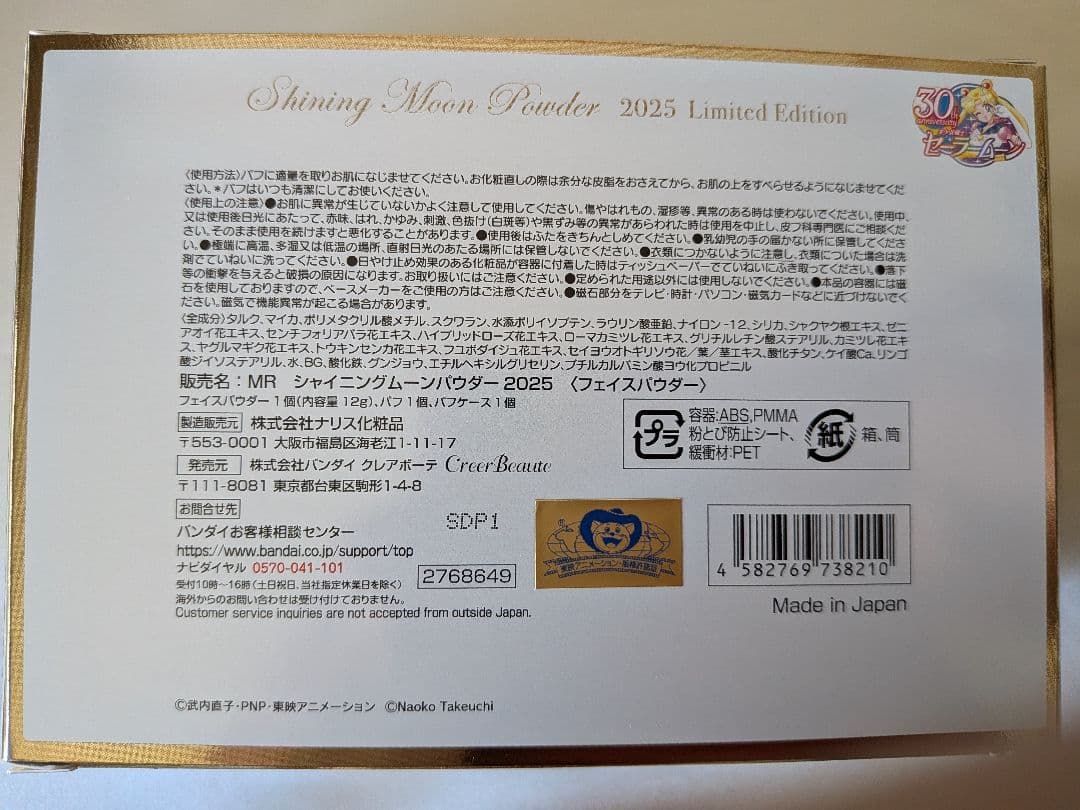 Shining Moon Powder 2025 Limited Edition
30th anniversary
セーラームーン
〈使用方法〉パフに適量を取りお肌になじませてください。お化粧直しの際は余分な皮脂をおさえてから、お肌の上をすべらせるようになじませてくだ
さい。＊パフはいつも清潔にしてお使いください。
〈使用上の注意〉●お肌に異常が生じていないかよく注意して使用してください。傷やはれもの、湿疹等、異常のある時は使わないでください。使用中、
又は使用後日光にあたって、赤味、はれ、かゆみ、刺激、色抜け(白斑等)や黒ずみ等の異常があらわれた時は使用を中止し、皮フ科専門医にご相談くだ
さい。そのまま使用を続けますと悪化することがあります。●使用後はふたをきちんとしめてください。●乳幼児の手の届かない所に保管してくださ
い。●極端に高温、多湿又は低温の場所、直射日光のあたる場所には保管しないでください。●衣類につかないように注意し、衣類についた場合は洗
剤でていねいに洗ってください。●日やけ止め効果のある化粧品が容器に付着した時はティッシュペーパーでていねいにふき取ってください。●落下
等の衝撃を与えると破損の原因になります。お取り扱いにはご注意ください。●定められた用途以外には使用しないでください。●本品の容器には磁
石を使用しておりますので、ペースメーカーをご使用の方はご注意ください。●磁石部分をテレビ・時計・パソコン・磁気カードなどに近づけないでく
ださい。磁気で機能異常が起こる場合があります。
〈全成分〉タルク、マイカ、ポリメタクリル酸メチル、スクワラン、水添ポリイソブテン、ラウリン酸亜鉛、ナイロン-12、シリカ、シャクヤク根エキス、ゼニ
アオイ花エキス、センチフォリアバラ花エキス、ハイブリッドローズ花エキス、ローマカミツレ花エキス、グリチルレチン酸ステアリル、カミツレ花エキ
ス、ヤグルマギク花エキス、トウキンセンカ花エキス、フユボダイジュ花エキス、セイヨウオトギリソウ花／葉／茎エキス、酸化チタン、ケイ酸Ca、リンゴ
酸ジイソステアリル、水、BG、酸化鉄、グンジョウ、エチルヘキシルグリセリン、ブチルカルバミン酸ヨウ化プロピニル
販売名：MR シャイニングムーンパウダー2025 〈フェイスパウダー〉
フェイスパウダー1個(内容量12g)、パフ1個、パフケース1個
製造販売元 株式会社ナリス化粧品
〒553-0001 大阪市福島区海老江1-11-17
発売元 株式会社バンダイ クレアボーテ CreerBeaute
〒111-8081 東京都台東区駒形1-4-8
プラ
容器:ABS,PMMA
粉とび防止シート、
緩衝材:PET
紙 箱、筒
お問合せ先
バンダイお客様相談センター
https://www.bandai.co.jp/support/top
ナビダイヤル 0570-041-101
受付10時～16時(土日祝日、当社指定休業日を除く)
海外からのお問い合わせは受け付けておりません。
Customer service inquiries are not accepted from outside Japan.
SDP1
2768649
東映アニメーション・版権許諾証
4 582769 738210
Made in Japan
©武内直子・PNP・東映アニメーション ©Naoko Takeuchi